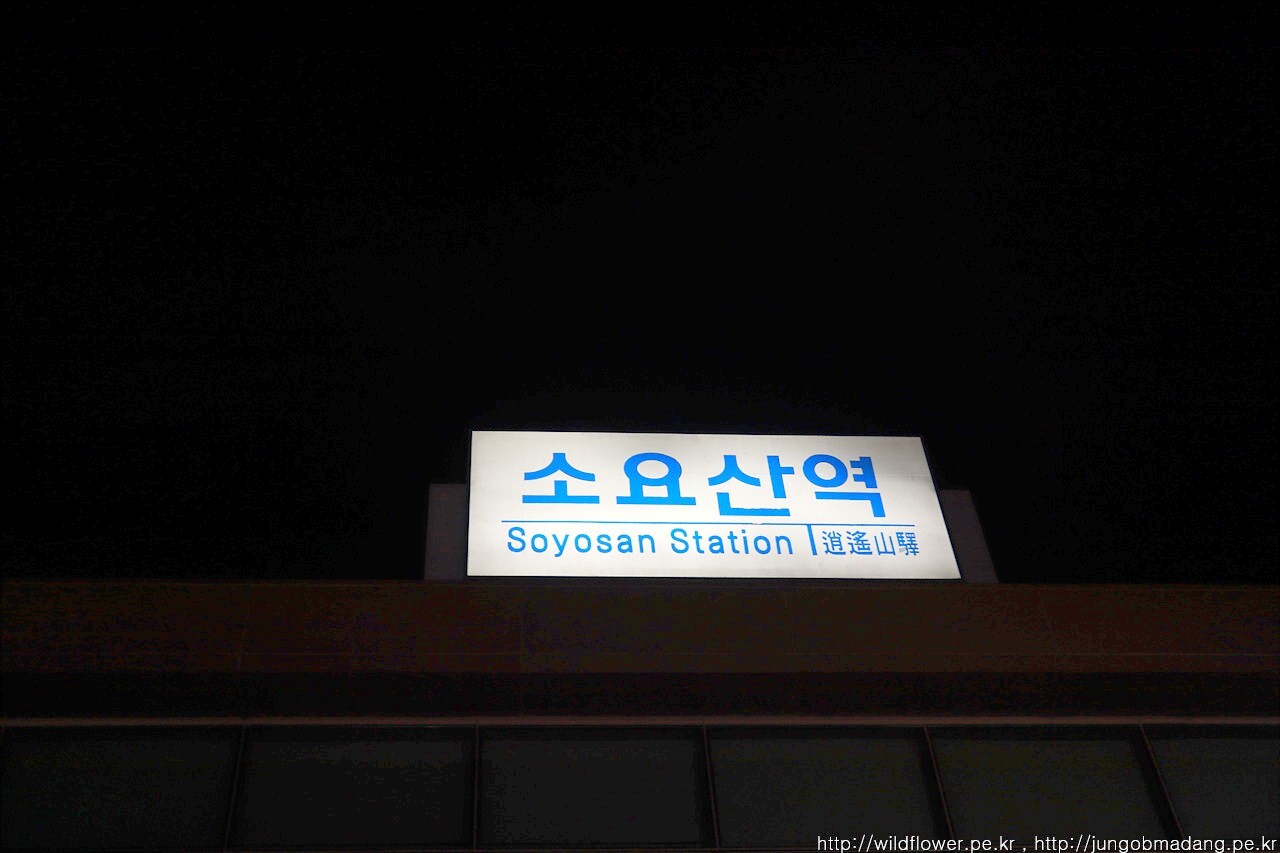 소요산역
Soyosan Station 逍遙山驛
http://wildflower.pe.kr , http://jungobmadang.pe.kr